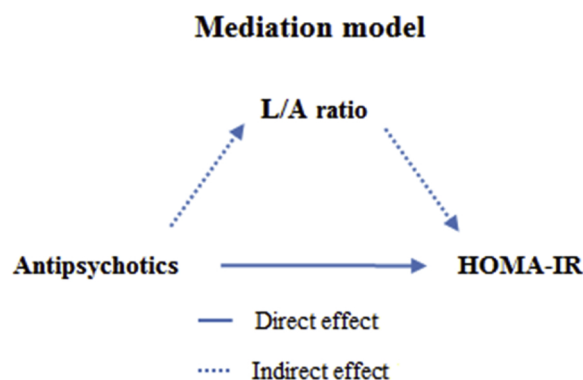 Mediation model
L/A ratio
Antipsychotics
HOMA-IR
Direct effect
Indirect effect